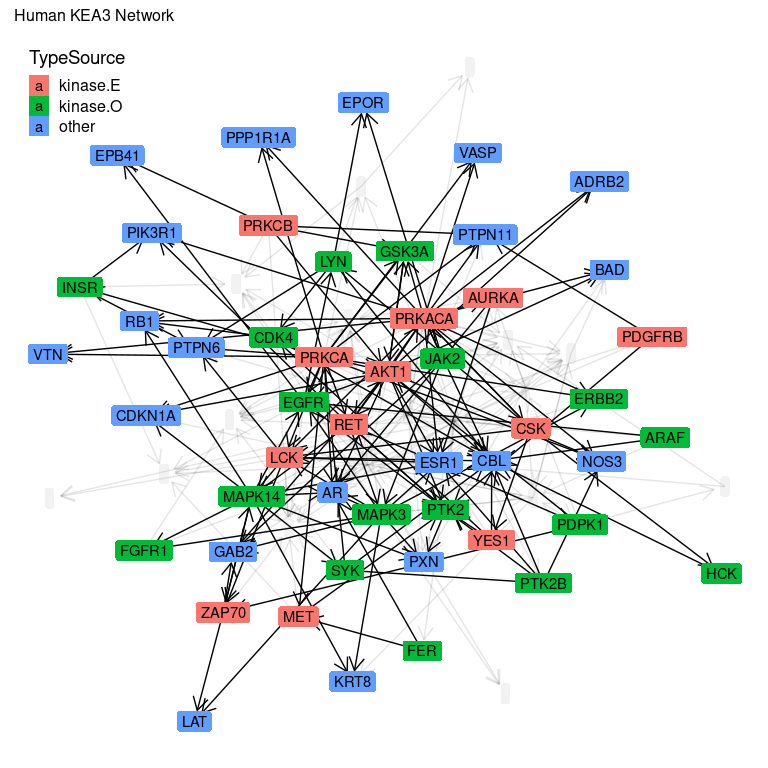 Human KEA3 Network
TypeSource
a kinase.E
a kinase.O
a other
EPOR
PPP1R1A
EPB41
VASP
ADRB2
PRKCB
PIK3R1
PTPN11
GSK3A
LYN
BAD
INSR
AURKA
RB1
PRKACA
CDK4
PDGFRB
PTPN6
VTN
PRKCA
JAK2
AKT1
ERBB2
EGFR
CDKN1A
RET
CSK
ARAF
LCK
ESR1
CBL
NOS3
MAPK14
AR
PTK2
MAPK3
PDPK1
YES1
FGFR1
GAB2
PXN
SYK
HCK
PTK2B
ZAP70
MET
FER
KRT8
LAT